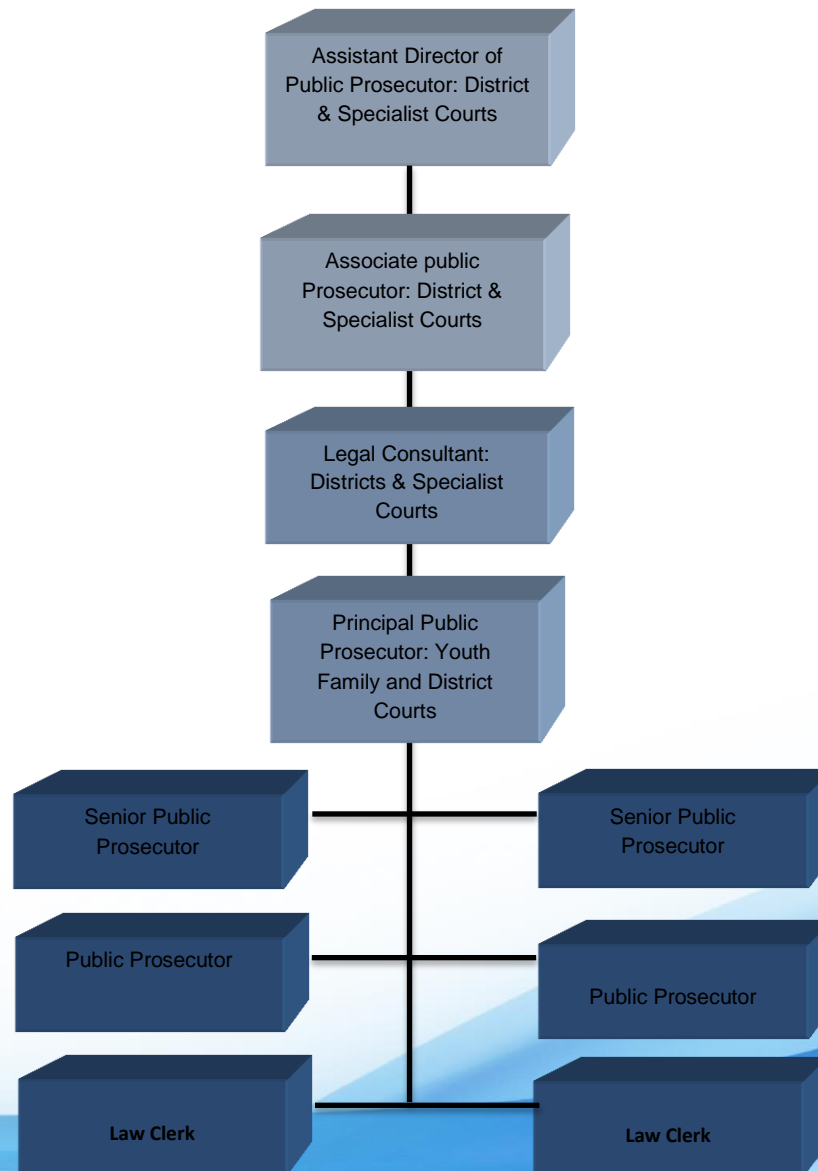 Assistant Director of
Public Prosecutor: District
& Specialist Courts
Associate public
Prosecutor: District &
Specialist Courts
Legal Consultant:
Districts & Specialist
Courts
Principal Public
Prosecutor: Youth
Family and District
Courts
Senior Public
Prosecutor
Senior Public
Prosecutor
Public Prosecutor
Public Prosecutor
Law Clerk
Law Clerk